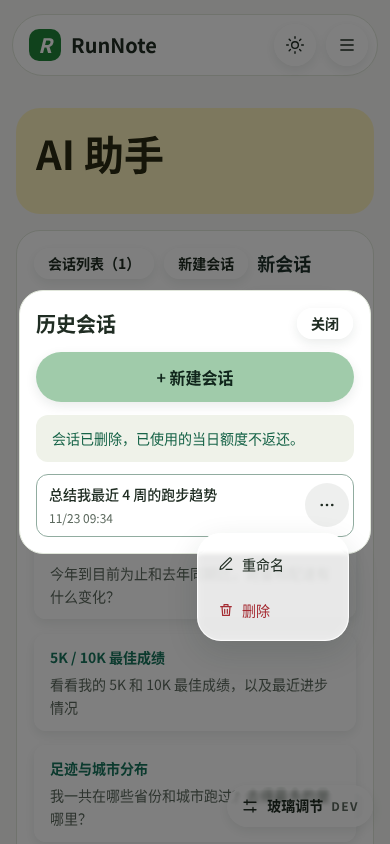 R RunNote
AI 助手
会话列表（1） 新建会话 新会话
历史会话 关闭
+ 新建会话
会话已删除，已使用的当日额度不返还。
总结我最近 4 周的跑步趋势
11/23 09:34
重命名
删除
今年到目前为止和去年同
什么变化？
5K / 10K 最佳成绩
看看我的 5K 和 10K 最佳成绩，以及最近进步
情况
足迹与城市分布
我一共在哪些省份和城市跑过
哪里？
玻璃调节 DEV